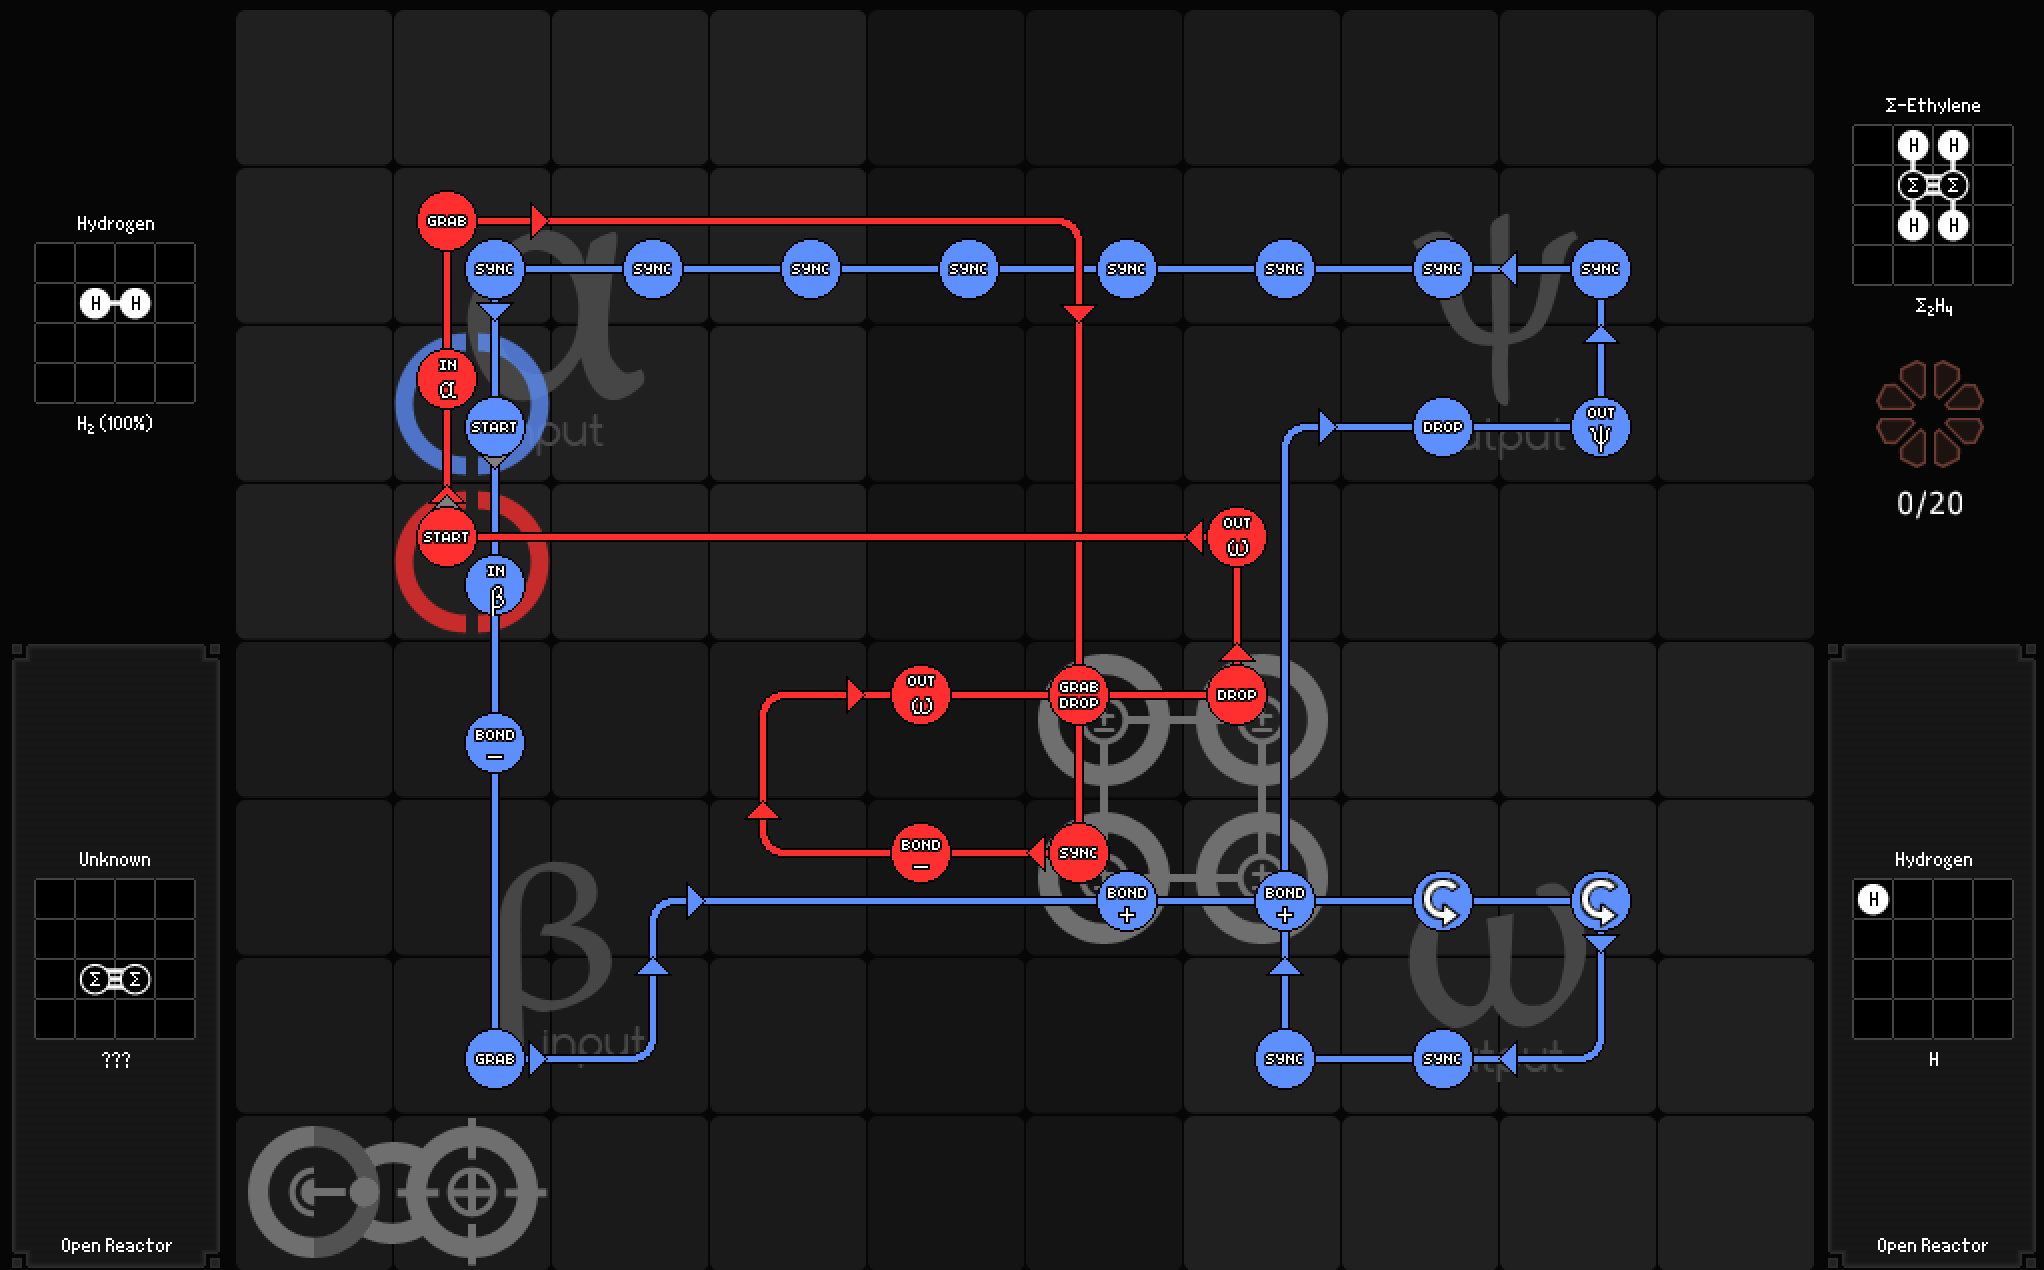 Hydrogen
H H
H₂ (100%)
Unknown
Σ Σ
???
Open Reactor
α
input
β
input
ψ
output
ω
output
GRAB
SYNC
SYNC
SYNC
SYNC
SYNC
SYNC
SYNC
SYNC
IN
α
START
DROP
OUT
ψ
START
OUT
ω
IN
β
OUT
ω
GRAB
DROP
DROP
BOND
−
BOND
−
SYNC
BOND
+
BOND
+
GRAB
SYNC
SYNC
Σ-Ethylene
H H
Σ Σ
H H
Σ₂H₄
0/20
Hydrogen
H
H
Open Reactor